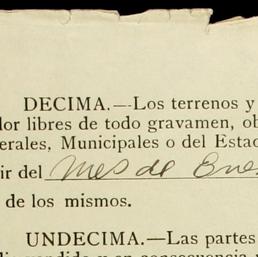 DECIMA.—Los terrenos y
dor libres de todo gravamen, ob
erales, Municipales o del Estad
ir del mes de Ene
de los mismos.
UNDECIMA.—Las partes